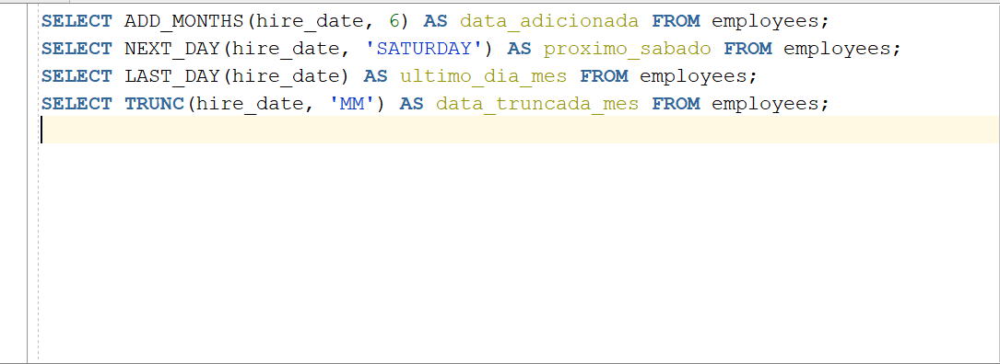 SELECT ADD_MONTHS(hire_date, 6) AS data_adicionada FROM employees;
SELECT NEXT_DAY(hire_date, 'SATURDAY') AS proximo_sabado FROM employees;
SELECT LAST_DAY(hire_date) AS ultimo_dia_mes FROM employees;
SELECT TRUNC(hire_date, 'MM') AS data_truncada_mes FROM employees;